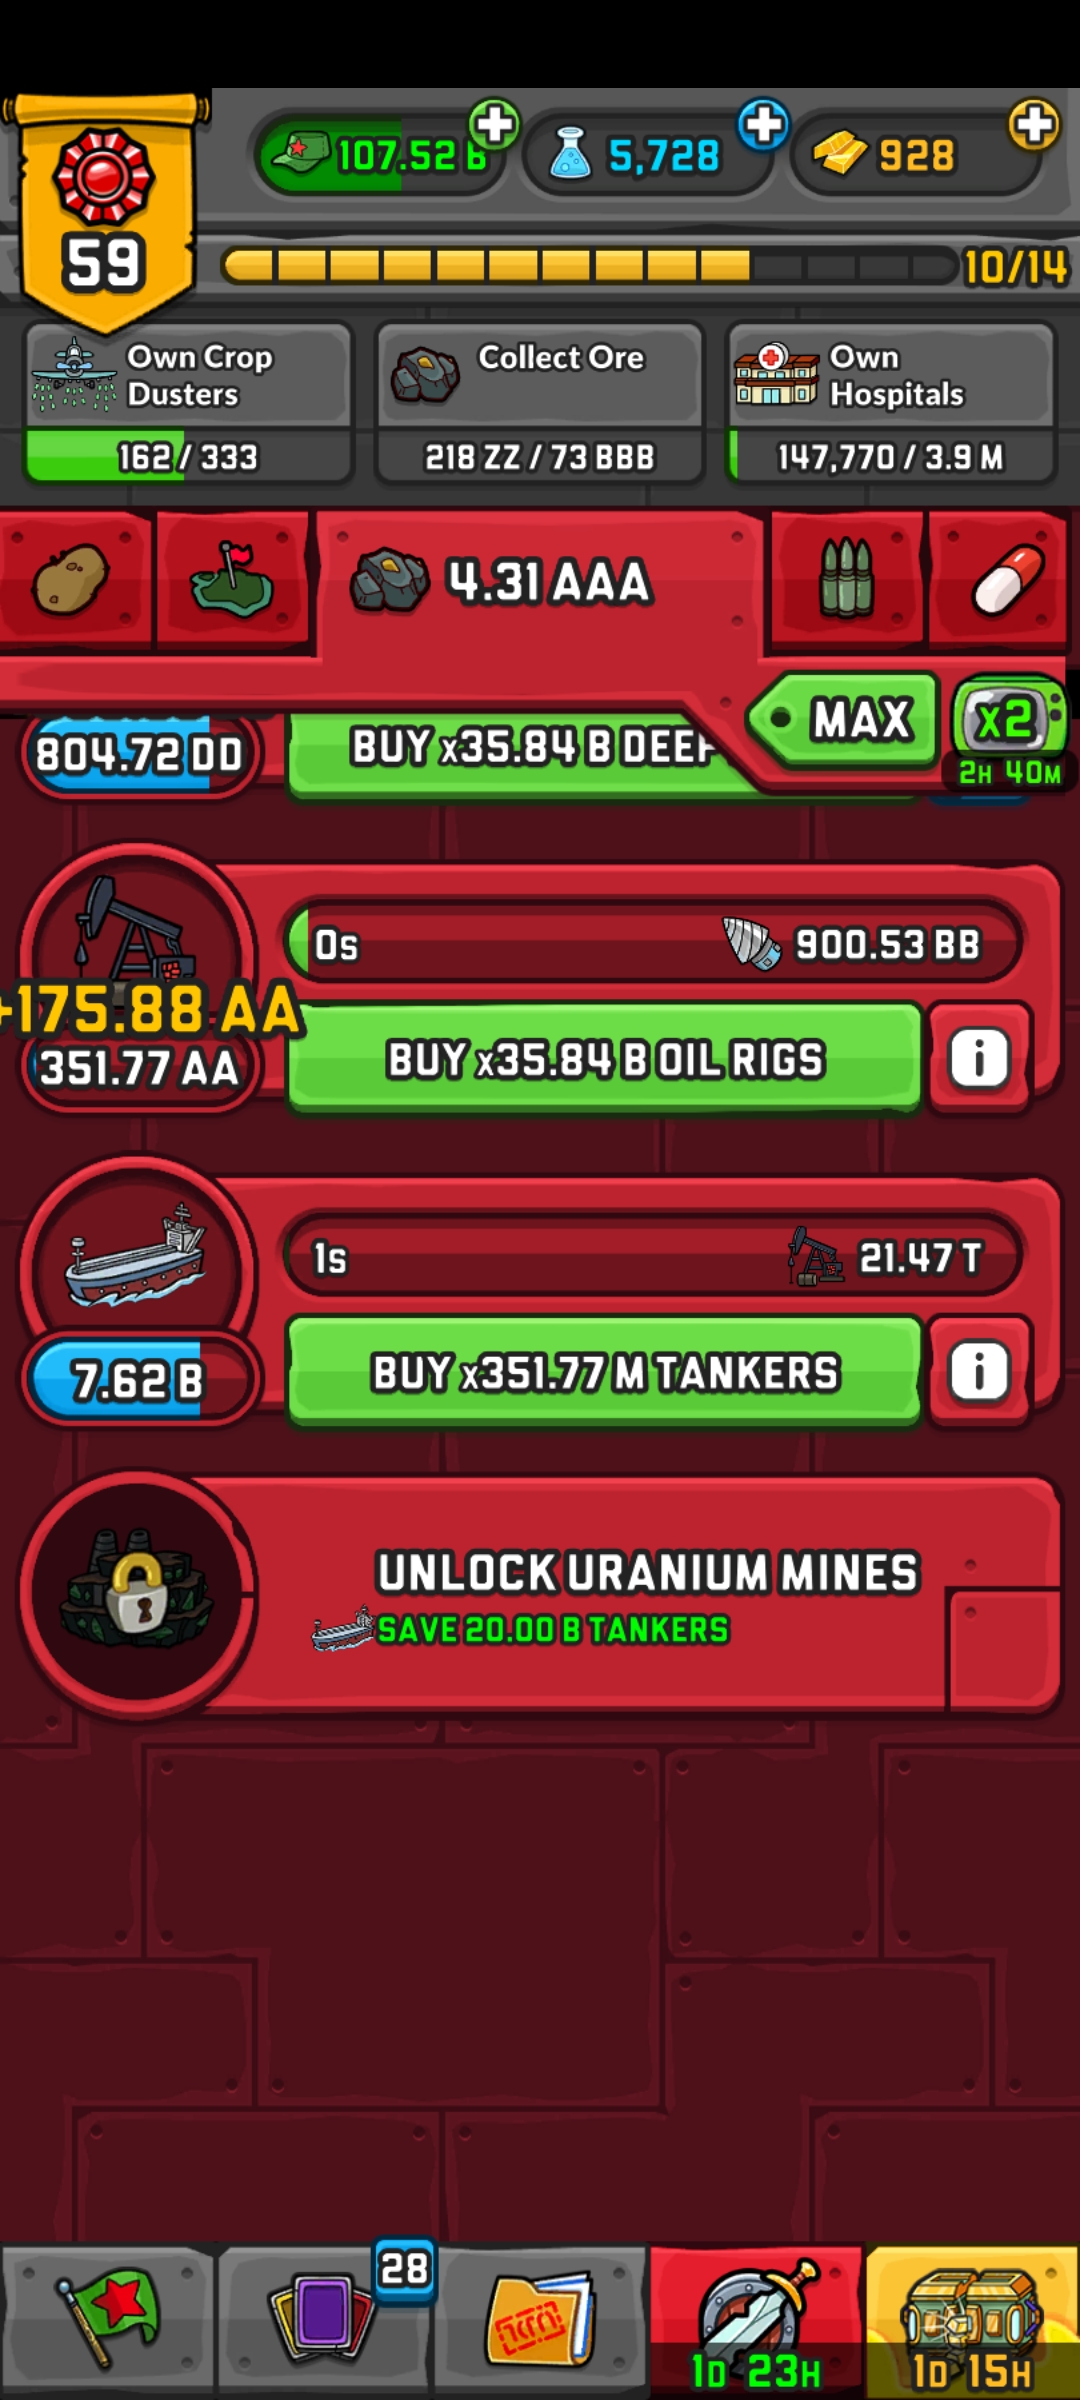 59
107.52 B
5,728
928
10/14
Own Crop
Dusters
162 / 333
Collect Ore
218 ZZ / 73 BBB
Own
Hospitals
147,770 / 3.9 M
4.31 AAA
MAX
x2
2H 40M
804.72 DD
BUY x35.84 B DEEP
0s
900.53 BB
+175.88 AA
351.77 AA
BUY x35.84 B OIL RIGS
i
1s
21.47 T
7.62 B
BUY x351.77 M TANKERS
i
UNLOCK URANIUM MINES
SAVE 20.00 B TANKERS
28
1D 23H
1D 15H